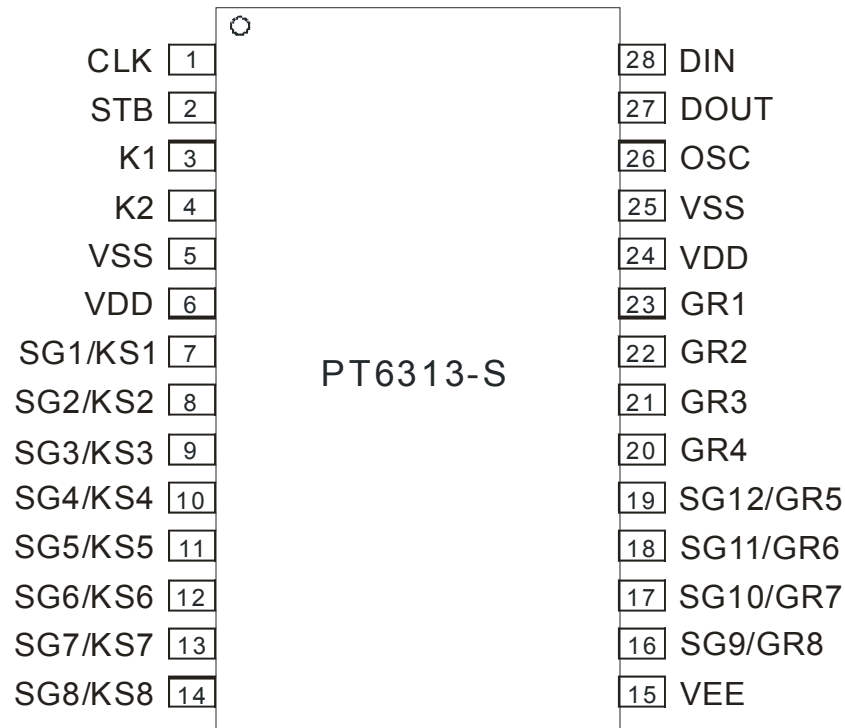 CLK 1
STB 2
K1 3
K2 4
VSS 5
VDD 6
SG1/KS1 7
SG2/KS2 8
SG3/KS3 9
SG4/KS4 10
SG5/KS5 11
SG6/KS6 12
SG7/KS7 13
SG8/KS8 14
PT6313-S
28 DIN
27 DOUT
26 OSC
25 VSS
24 VDD
23 GR1
22 GR2
21 GR3
20 GR4
19 SG12/GR5
18 SG11/GR6
17 SG10/GR7
16 SG9/GR8
15 VEE